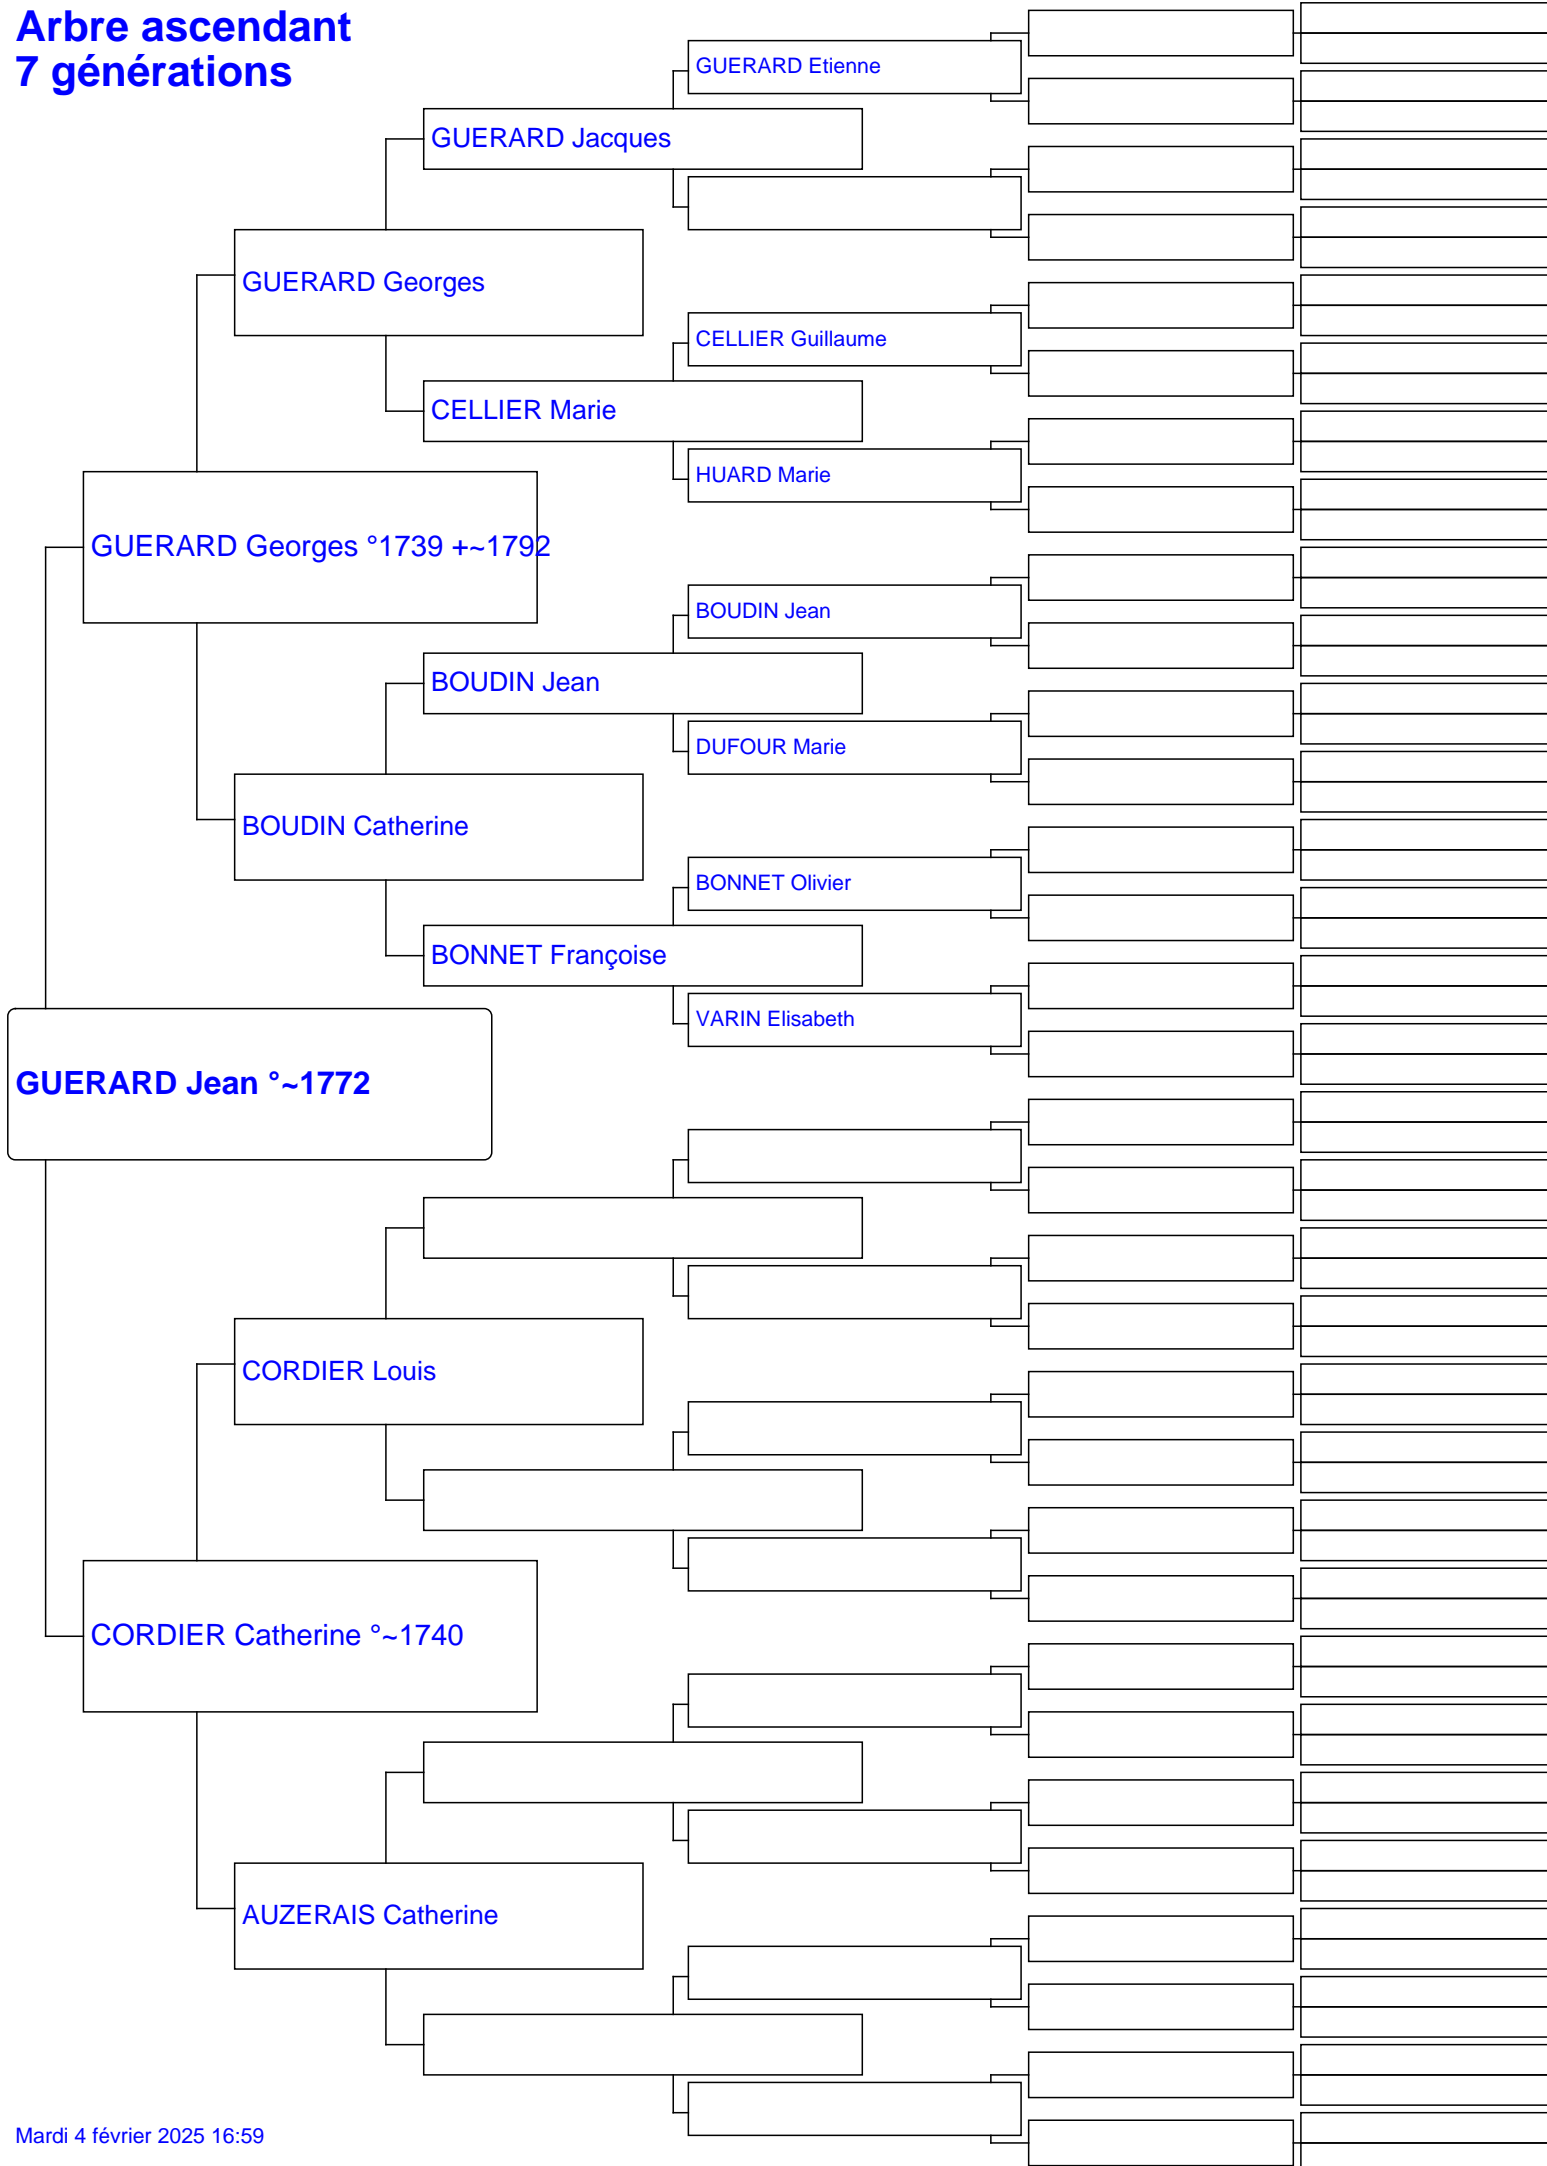 Arbre ascendant
7 générations
GUERARD Etienne
GUERARD Jacques
GUERARD Georges
CELLIER Guillaume
CELLIER Marie
HUARD Marie
GUERARD Georges °1739 +~1792
BOUDIN Jean
BOUDIN Jean
DUFOUR Marie
BOUDIN Catherine
BONNET Olivier
BONNET Françoise
VARIN Elisabeth
GUERARD Jean °~1772
CORDIER Louis
CORDIER Catherine °~1740
AUZERAIS Catherine
Mardi 4 février 2025 16:59